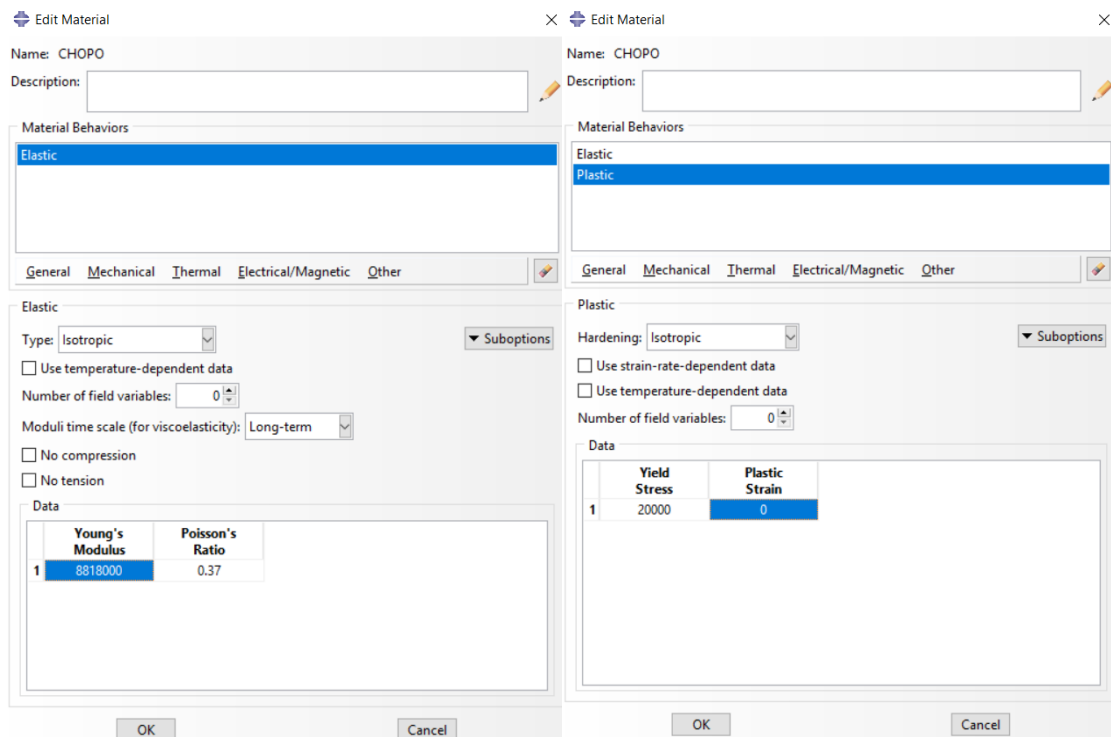 Edit Material
Name: CHOPO
Description:
Material Behaviors
Elastic
General Mechanical Thermal Electrical/Magnetic Other
Elastic
Type: Isotropic
Suboptions
Use temperature-dependent data
Number of field variables: 0
Moduli time scale (for viscoelasticity): Long-term
No compression
No tension
Data
Young's Modulus Poisson's Ratio
1 8818000 0.37
OK Cancel
Edit Material
Name: CHOPO
Description:
Material Behaviors
Elastic
Plastic
General Mechanical Thermal Electrical/Magnetic Other
Plastic
Hardening: Isotropic
Suboptions
Use strain-rate-dependent data
Use temperature-dependent data
Number of field variables: 0
Data
Yield Stress Plastic Strain
1 20000 0
OK Cancel